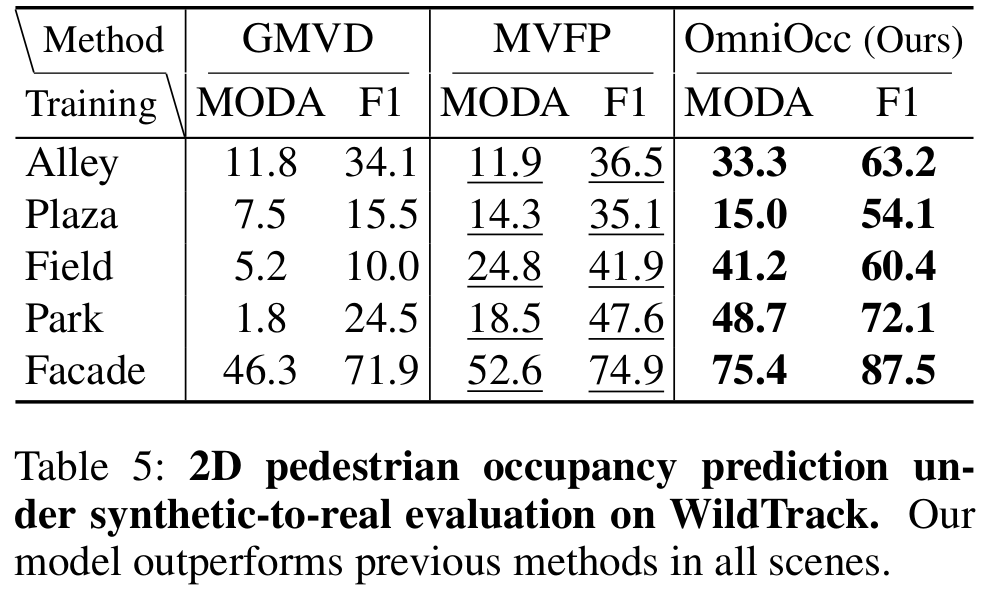 Method GMVD MVFP OmniOcc (Ours)
Training MODA F1 MODA F1 MODA F1
Alley 11.8 34.1 11.9 36.5 33.3 63.2
Plaza 7.5 15.5 14.3 35.1 15.0 54.1
Field 5.2 10.0 24.8 41.9 41.2 60.4
Park 1.8 24.5 18.5 47.6 48.7 72.1
Facade 46.3 71.9 52.6 74.9 75.4 87.5
Table 5: 2D pedestrian occupancy prediction un-
der synthetic-to-real evaluation on WildTrack. Our
model outperforms previous methods in all scenes.